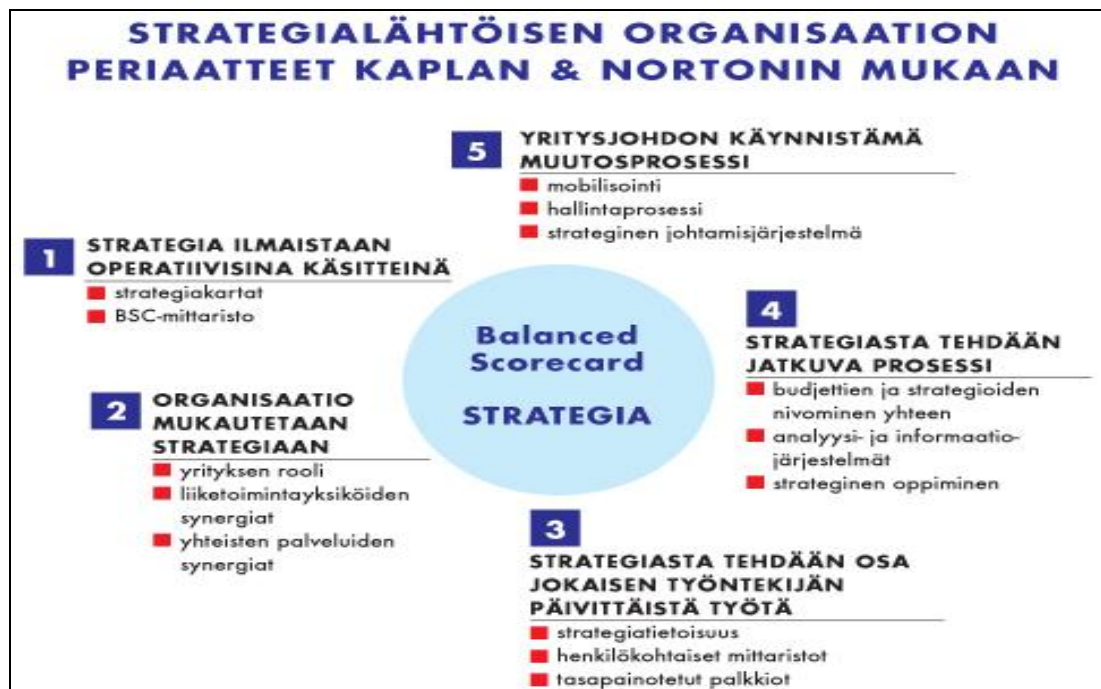 STRATEGIALÄHTÖISEN ORGANISAATION
PERIAATTEET KAPLAN & NORTONIN MUKAAN
5
YRITYSJOHDON KÄYNNISTÄMÄ
MUUTOSPROSESSI
mobilisointi
hallintaprosessi
strateginen johtamisjärjestelmä
1
STRATEGIA ILMAISTAAN
OPERATIIVISINA KÄSITTEINÄ
strategiakartat
BSC-mittaristo
Balanced
Scorecard
STRATEGIA
4
STRATEGIASTA TEHDÄÄN
JATKUVA PROSESSI
budjettien ja strategioiden
nivominen yhteen
analyysi- ja informaatio-
järjestelmät
strateginen oppiminen
2
ORGANISAATIO
MUKAUTETAAN
STRATEGIAAN
yrityksen rooli
liiketoimintayksiköiden
synergiat
yhteisten palveluiden
synergiat
3
STRATEGIASTA TEHDÄÄN OSA
JOKAISEN TYÖNTEKIJÄN
PÄIVITTÄISTÄ TYÖTÄ
strategiatietoisuus
henkilökohtaiset mittaristot
tasapainotetut palkkiot